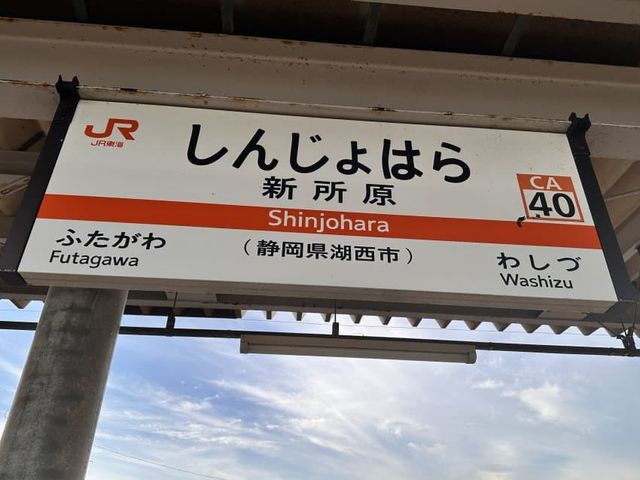 JR
JR東海
しんじょはら
新所原
CA
40
Shinjohara
ふたがわ
Futagawa
(静岡県湖西市)
わしづ
Washizu